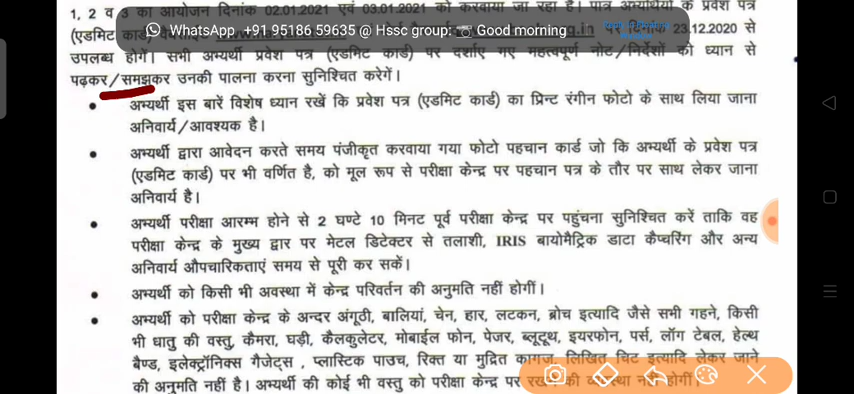 1, 2 व 3 का आयोजन दिनांक 02.01.2021 एवं 03.01.2021 को करवाया जा रहा है। पात्र अभ्यर्थियों के प्रवेश पत्र
WhatsApp +91 95186 59635 @ Hssc group: 📷 Good morning
(एडमिट कार्ड) .in पर दिनांक 23.12.2020 से
उपलब्ध होगें। सभी अभ्यर्थी प्रवेश पत्र (एडमिट कार्ड) पर दर्शाए गए महत्वपूर्ण नोट/निर्देशों को ध्यान से
पढ़कर/समझकर उनकी पालना करना सुनिश्चित करेगें।
• अभ्यर्थी इस बारें विशेष ध्यान रखें कि प्रवेश पत्र (एडमिट कार्ड) का प्रिन्ट रंगीन फोटो के साथ लिया जाना
अनिवार्य/आवश्यक है।
• अभ्यर्थी द्वारा आवेदन करते समय पंजीकृत करवाया गया फोटो पहचान कार्ड जो कि अभ्यर्थी के प्रवेश पत्र
(एडमिट कार्ड) पर भी वर्णित है, को मूल रूप से परीक्षा केन्द्र पर पहचान पत्र के तौर पर साथ लेकर जाना
अनिवार्य है।
• अभ्यर्थी परीक्षा आरम्भ होने से 2 घण्टे 10 मिनट पूर्व परीक्षा केन्द्र पर पहुंचना सुनिश्चित करें ताकि वह
परीक्षा केन्द्र के मुख्य द्वार पर मेटल डिटेक्टर से तलाशी, IRIS बायोमैट्रिक डाटा कैप्चरिंग और अन्य
अनिवार्य औपचारिकताएं समय से पूरी कर सकें।
• अभ्यर्थी को किसी भी अवस्था में केन्द्र परिवर्तन की अनुमति नहीं होगीं।
• अभ्यर्थी को परीक्षा केन्द्र के अन्दर अंगूठी, बालियां, चेन, हार, लटकन, ब्रोच इत्यादि जैसे सभी गहने, किसी
भी धातु की वस्तु, कैमरा, घड़ी, कैलकुलेटर, मोबाईल फोन, पेजर, ब्लूटूथ, इयरफोन, पर्स, लॉग टेबल, हेल्थ
बैण्ड, इलेक्ट्रॉनिक्स गैजेट्स, प्लास्टिक पाउच, रिक्त या मुद्रित कागज, लिखित चिट इत्यादि लेकर जाने
की अनुमति नहीं है। अभ्यर्थी की कोई भी वस्तु को परीक्षा केन्द्र पर रखने की व्यवस्था नहीं होगीं।